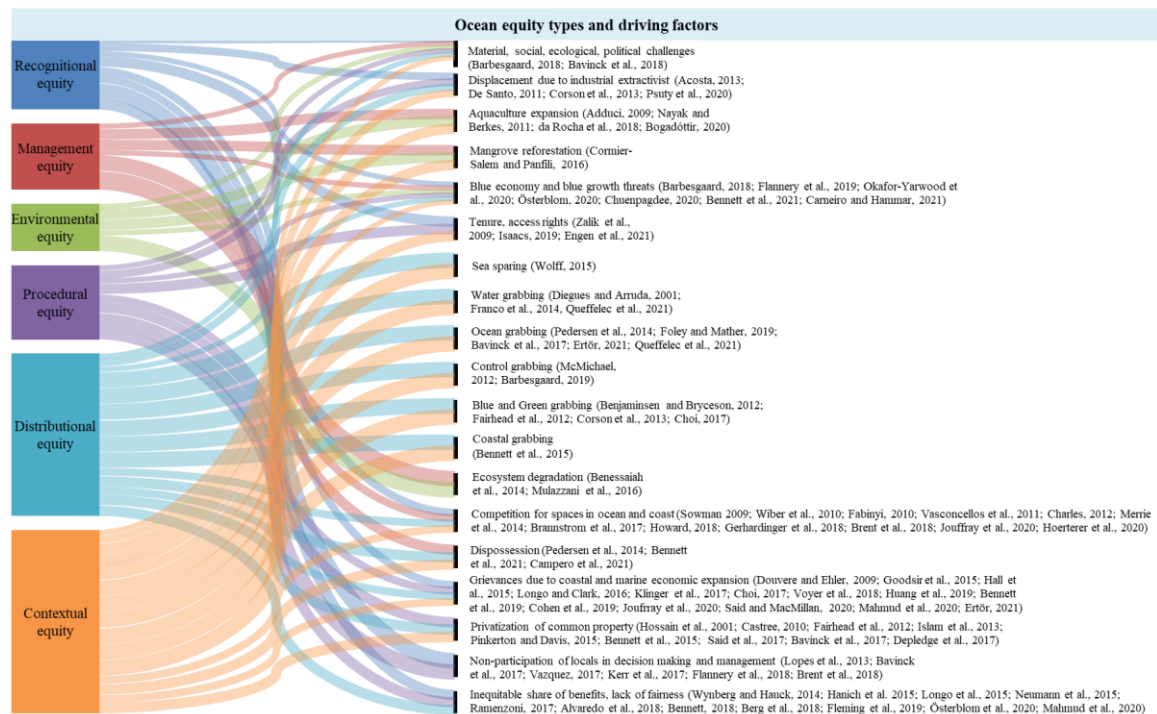 Ocean equity types and driving factors
Recognitional
equity
Management
equity
Environmental
equity
Procedural
equity
Distributional
equity
Contextual
equity
Material, social, ecological, political challenges
(Barbesgaard, 2018; Bavinck et al., 2018)
Displacement due to industrial extractivist (Acosta, 2013;
De Santo, 2011; Corson et al., 2013; Psuty et al., 2020)
Aquaculture expansion (Adduci, 2009; Nayak and
Berkes, 2011; da Rocha et al., 2018; Bogadóttir, 2020)
Mangrove reforestation (Cormier-
Salem and Panfili, 2016)
Blue economy and blue growth threats (Barbesgaard, 2018; Flannery et al., 2019; Okafor-Yarwood et
al., 2020; Österblom, 2020; Chuenpagdee, 2020; Bennett et al., 2021; Carneiro and Hammar, 2021)
Tenure, access rights (Zalik et al.,
2009; Isaacs, 2019; Engen et al., 2021)
Sea sparing (Wolff, 2015)
Water grabbing (Diegues and Arruda, 2001;
Franco et al., 2014, Queffelec et al., 2021)
Ocean grabbing (Pedersen et al., 2014; Foley and Mather, 2019;
Bavinck et al., 2017; Ertör, 2021; Queffelec et al., 2021)
Control grabbing (McMichael,
2012; Barbesgaard, 2019)
Blue and Green grabbing (Benjaminsen and Bryceson, 2012;
Fairhead et al., 2012; Corson et al., 2013; Choi, 2017)
Coastal grabbing
(Bennett et al., 2015)
Ecosystem degradation (Benessaiah
et al., 2014; Mulazzani et al., 2016)
Competition for spaces in ocean and coast (Sowman 2009; Wiber et al., 2010; Fabinyi, 2010; Vasconcellos et al., 2011; Charles, 2012; Merrie
et al., 2014; Brannstrom et al., 2017; Howard, 2018; Gerhardinger et al., 2018; Brent et al., 2018; Jouffray et al., 2020; Hoerterer et al., 2020)
Dispossession (Pedersen et al., 2014; Bennett
et al., 2021; Campero et al., 2021)
Grievances due to coastal and marine economic expansion (Douvere and Ehler, 2009; Goodsir et al., 2015; Hall et
al., 2015; Longo and Clark, 2016; Klinger et al., 2017; Choi, 2017; Voyer et al., 2018; Huang et al., 2019; Bennett
et al., 2019; Cohen et al., 2019; Joufrray et al., 2020; Said and MacMillan, 2020; Mahmud et al., 2020; Ertör, 2021)
Privatization of common property (Hossain et al., 2001; Castree, 2010; Fairhead et al., 2012; Islam et al., 2013;
Pinkerton and Davis, 2015; Bennett et al., 2015; Said et al., 2017; Bavinck et al., 2017; Depledge et al., 2017)
Non-participation of locals in decision making and management (Lopes et al., 2013; Bavinck
et al., 2017; Vazquez, 2017; Kerr et al., 2017; Flannery et al., 2018; Brent et al., 2018)
Inequitable share of benefits, lack of fairness (Wynberg and Hauck, 2014; Hanich et al. 2015; Longo et al., 2015; Neumann et al., 2015;
Ramenzoni, 2017; Alvaredo et al., 2018; Bennett, 2018; Berg et al., 2018; Fleming et al., 2019; Österblom et al., 2020; Mahmud et al., 2020)